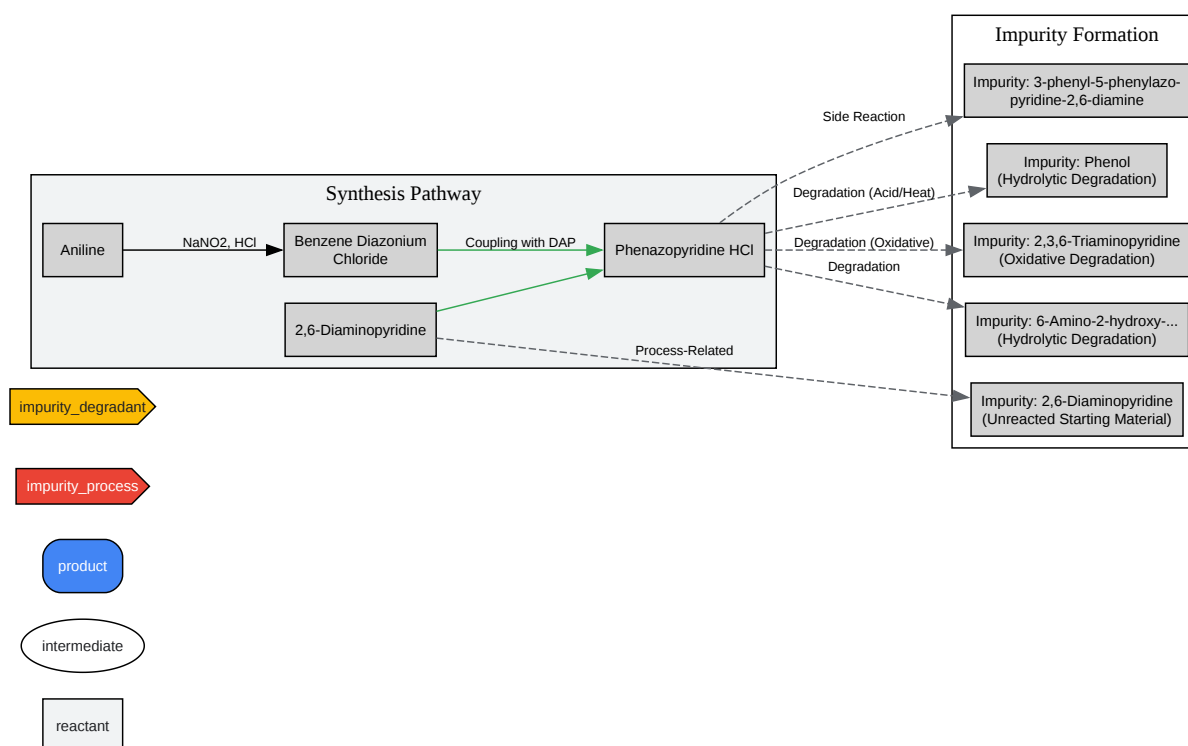 Impurity Formation
Impurity: 3-phenyl-5-phenylazo-
pyridine-2,6-diamine
Side Reaction
Impurity: Phenol
(Hydrolytic Degradation)
Synthesis Pathway
Degradation (Acid/Heat)
Aniline
NaNO2, HCl
Benzene Diazonium
Chloride
Coupling with DAP
Phenazopyridine HCl
Degradation (Oxidative)
Impurity: 2,3,6-Triaminopyridine
(Oxidative Degradation)
Degradation
2,6-Diaminopyridine
Impurity: 6-Amino-2-hydroxy-...
(Hydrolytic Degradation)
Process-Related
Impurity: 2,6-Diaminopyridine
(Unreacted Starting Material)
impurity_degradant
impurity_process
product
intermediate
reactant